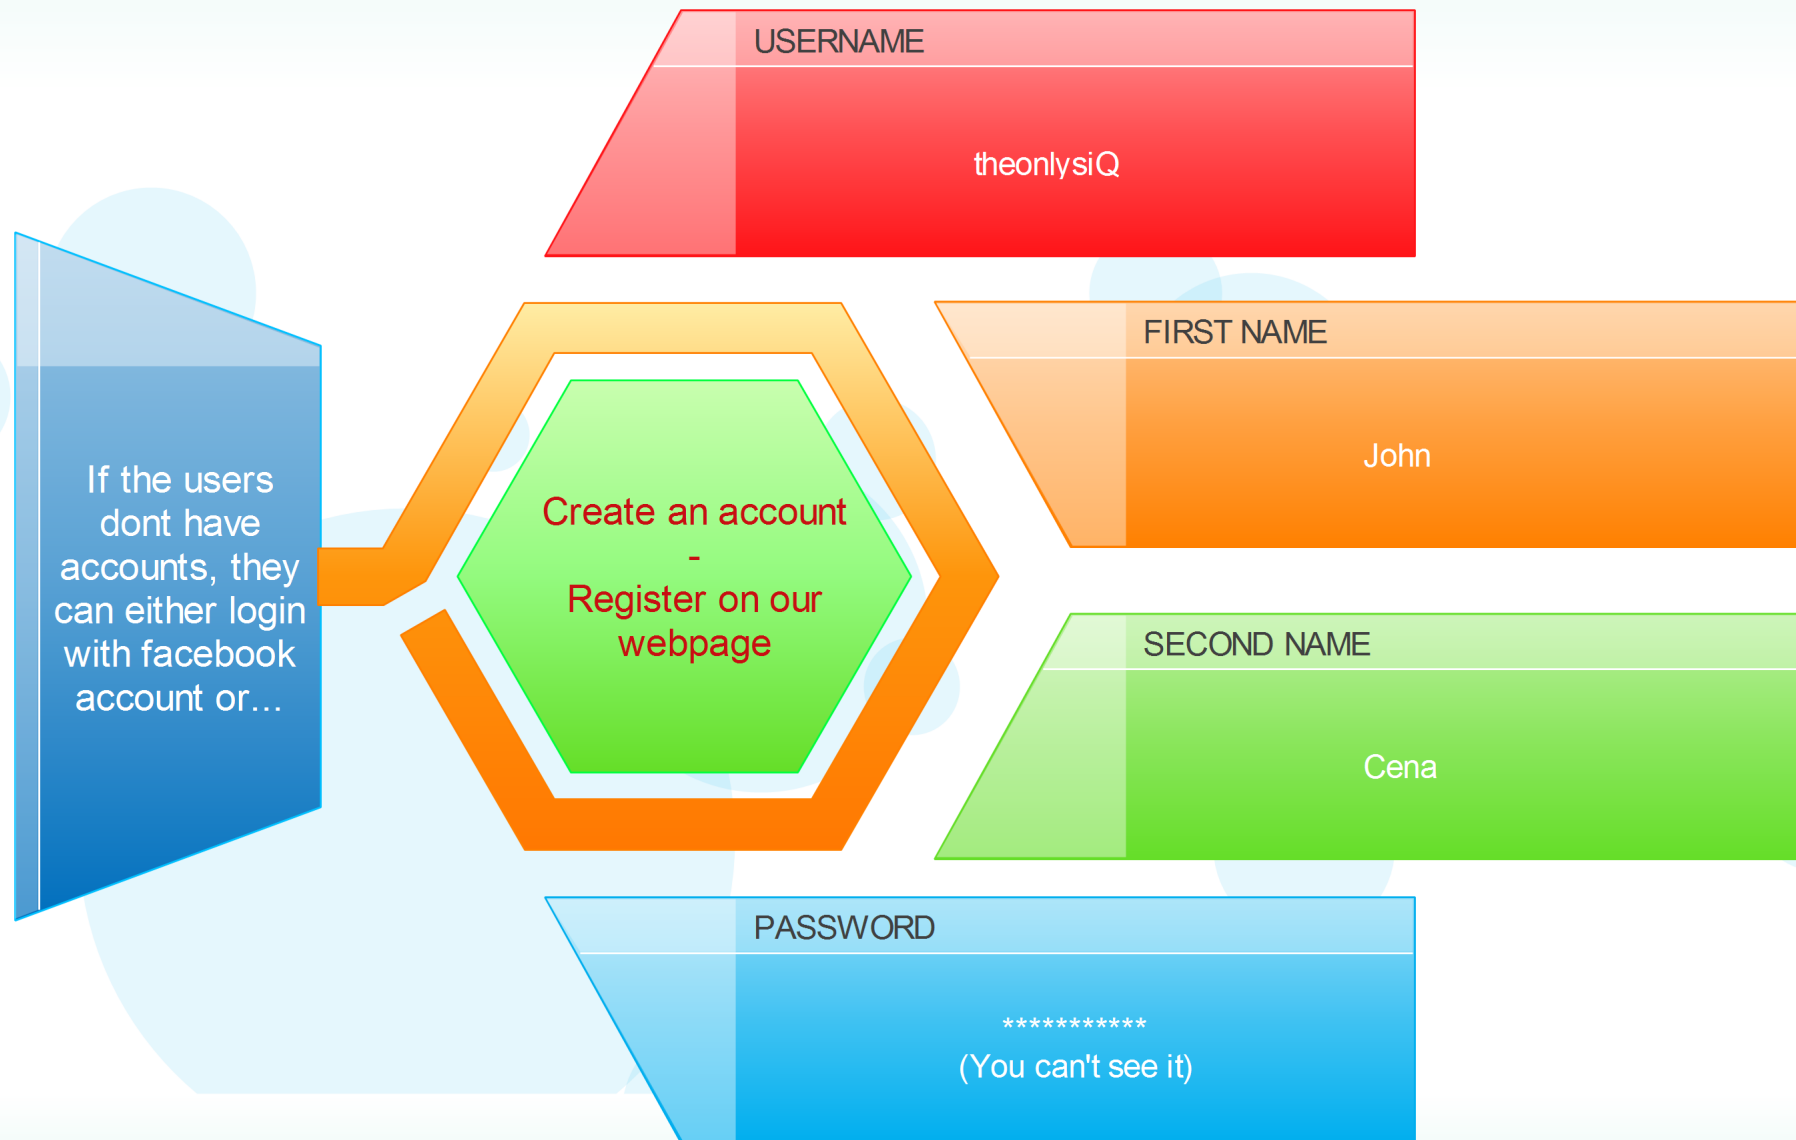 USERNAME
theonlysiQ
If the users
dont have
accounts, they
can either login
with facebook
account or...
Create an account
-
Register on our
webpage
FIRST NAME
John
SECOND NAME
Cena
PASSWORD
***********
(You can't see it)